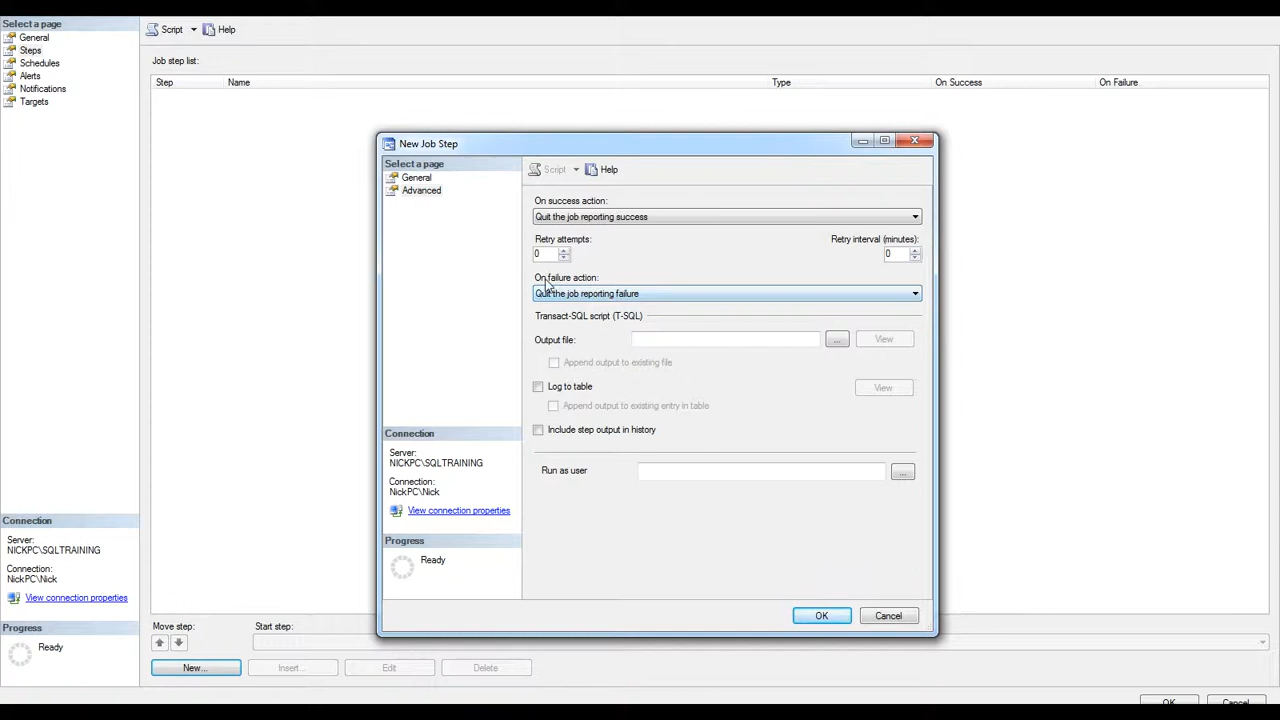 Select a page
General
Steps
Schedules
Alerts
Notifications
Targets
Script
Help
Job step list:
Step Name Type On Success On Failure
New Job Step
Select a page
General
Advanced
Script
Help
On success action:
Quit the job reporting success
Retry attempts: Retry interval (minutes):
0 0
On failure action:
Quit the job reporting failure
Transact-SQL script (T-SQL)
Output file: ... View
Append output to existing file
Log to table View
Append output to existing entry in table
Include step output in history
Run as user ...
Connection
Server:
NICKPC\SQLTRAINING
Connection:
NickPC\Nick
View connection properties
Progress
Ready
OK Cancel
Connection
Server:
NICKPC\SQLTRAINING
Connection:
NickPC\Nick
View connection properties
Progress
Ready
Move step: Start step:
New... Insert... Edit Delete
OK Cancel